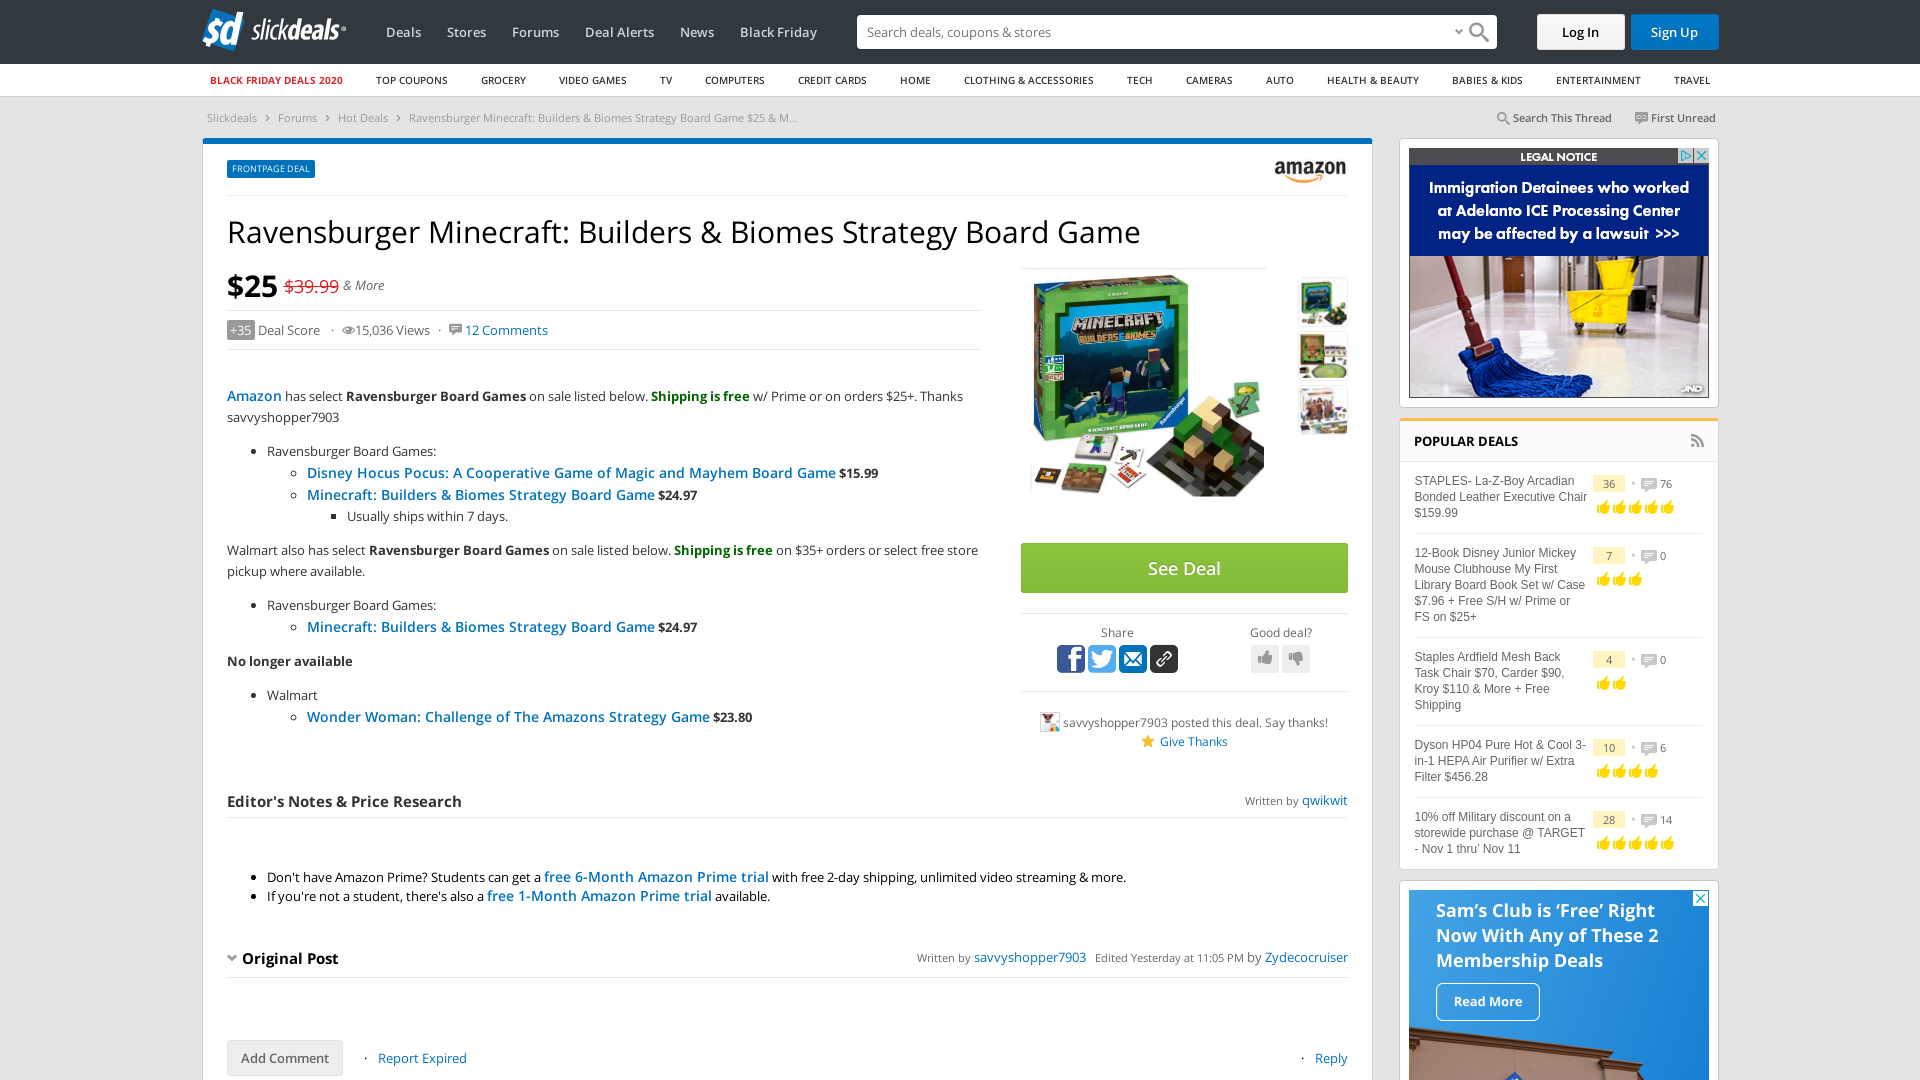 slickdeals
Deals Stores Forums Deal Alerts News Black Friday Search deals, coupons & stores Log In Sign Up
BLACK FRIDAY DEALS 2020 TOP COUPONS GROCERY VIDEO GAMES TV COMPUTERS CREDIT CARDS HOME CLOTHING & ACCESSORIES TECH CAMERAS AUTO HEALTH & BEAUTY BABIES & KIDS ENTERTAINMENT TRAVEL
Slickdeals > Forums > Hot Deals > Ravensburger Minecraft: Builders & Biomes Strategy Board Game $25 & M... Search This Thread First Unread
FRONTPAGE DEAL
amazon
Ravensburger Minecraft: Builders & Biomes Strategy Board Game
$25 $39.99 & More
+35 Deal Score · 15,036 Views · 12 Comments
MINECRAFT
BUILDERS & BIOMES
Ravensburger
Amazon has select Ravensburger Board Games on sale listed below. Shipping is free w/ Prime or on orders $25+. Thanks
savvyshopper7903
• Ravensburger Board Games:
Disney Hocus Pocus: A Cooperative Game of Magic and Mayhem Board Game $15.99
Minecraft: Builders & Biomes Strategy Board Game $24.97
Usually ships within 7 days.
Walmart also has select Ravensburger Board Games on sale listed below. Shipping is free on $35+ orders or select free store
pickup where available.
• Ravensburger Board Games:
Minecraft: Builders & Biomes Strategy Board Game $24.97
No longer available
• Walmart
Wonder Woman: Challenge of The Amazons Strategy Game $23.80
See Deal
Share Good deal?
savvyshopper7903 posted this deal. Say thanks!
Give Thanks
Editor's Notes & Price Research Written by qwikwit
• Don't have Amazon Prime? Students can get a free 6-Month Amazon Prime trial with free 2-day shipping, unlimited video streaming & more.
• If you're not a student, there's also a free 1-Month Amazon Prime trial available.
Original Post Written by savvyshopper7903 Edited Yesterday at 11:05 PM by Zydecocruiser
Add Comment · Report Expired · Reply
LEGAL NOTICE
Immigration Detainees who worked
at Adelanto ICE Processing Center
may be affected by a lawsuit >>>
JND
POPULAR DEALS
STAPLES- La-Z-Boy Arcadian 36 • 76
Bonded Leather Executive Chair
$159.99
12-Book Disney Junior Mickey 7 • 0
Mouse Clubhouse My First
Library Board Book Set w/ Case
$7.96 + Free S/H w/ Prime or
FS on $25+
Staples Ardfield Mesh Back 4 • 0
Task Chair $70, Carder $90,
Kroy $110 & More + Free
Shipping
Dyson HP04 Pure Hot & Cool 3- 10 • 6
in-1 HEPA Air Purifier w/ Extra
Filter $456.28
10% off Military discount on a 28 • 14
storewide purchase @ TARGET
- Nov 1 thru' Nov 11
Sam's Club is 'Free' Right
Now With Any of These 2
Membership Deals
Read More